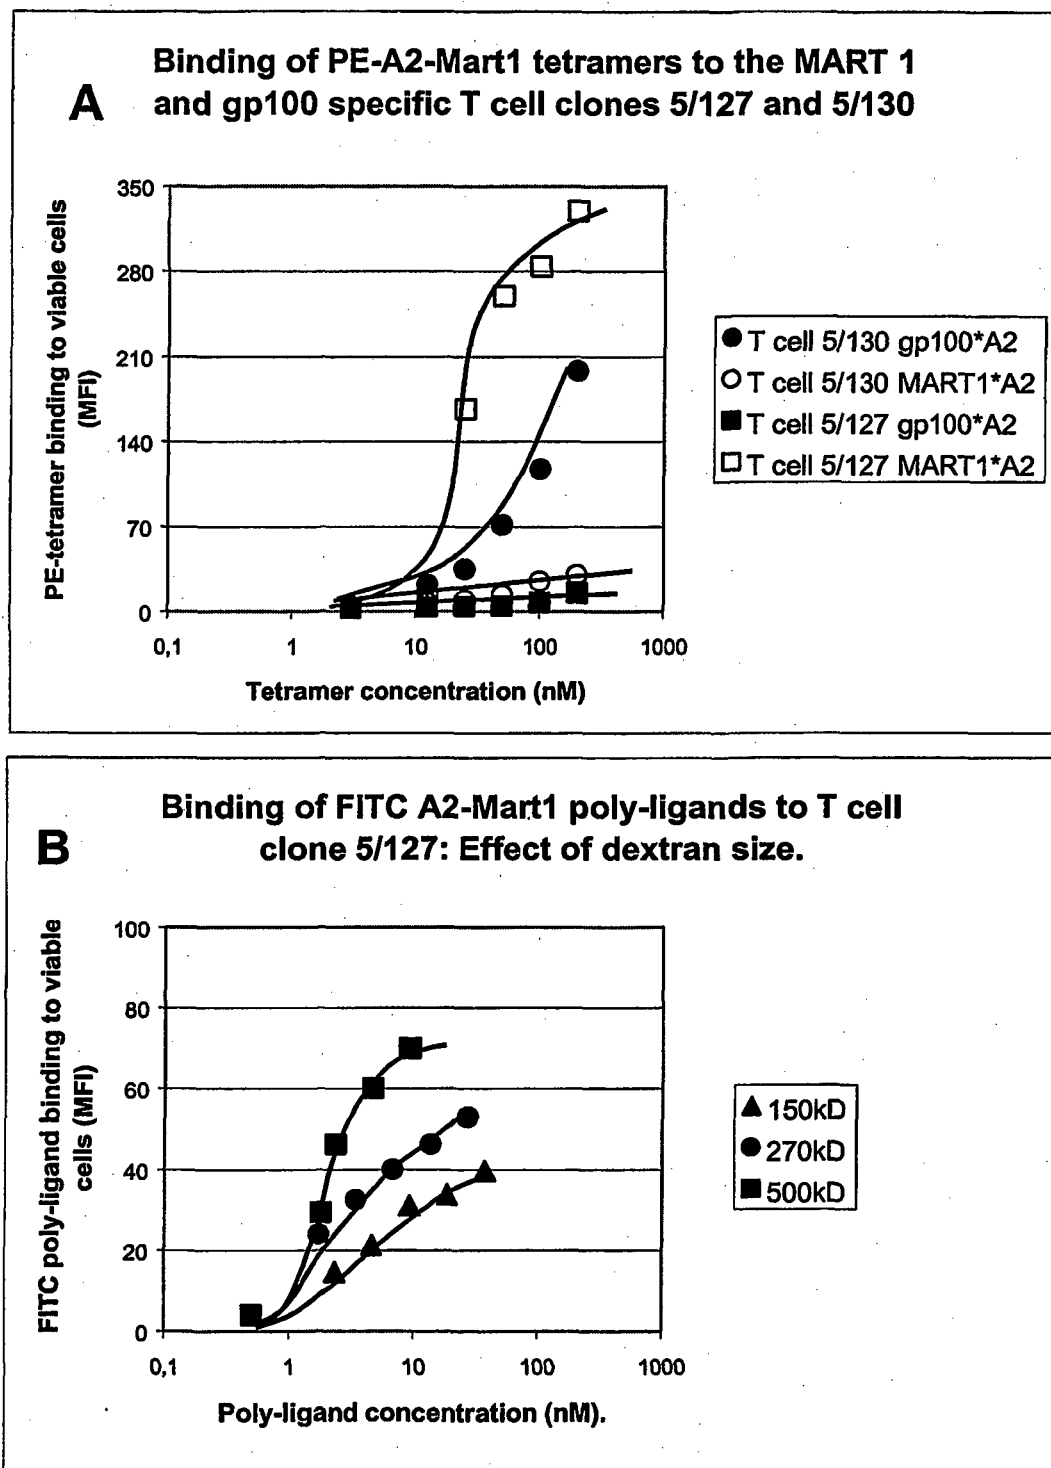 A
Binding of PE-A2-Mart1 tetramers to the MART 1
and gp100 specific T cell clones 5/127 and 5/130
PE-tetramer binding to viable cells
(MFI)
350
280
210
140
70
0
0,1
1
10
100
1000
Tetramer concentration (nM)
T cell 5/130 gp100*A2
T cell 5/130 MART1*A2
T cell 5/127 gp100*A2
T cell 5/127 MART1*A2
B
Binding of FITC A2-Mart1 poly-ligands to T cell
clone 5/127: Effect of dextran size.
FITC poly-ligand binding to viable
cells (MFI)
100
80
60
40
20
0
0,1
1
10
100
1000
Poly-ligand concentration (nM).
150kD
270kD
500kD